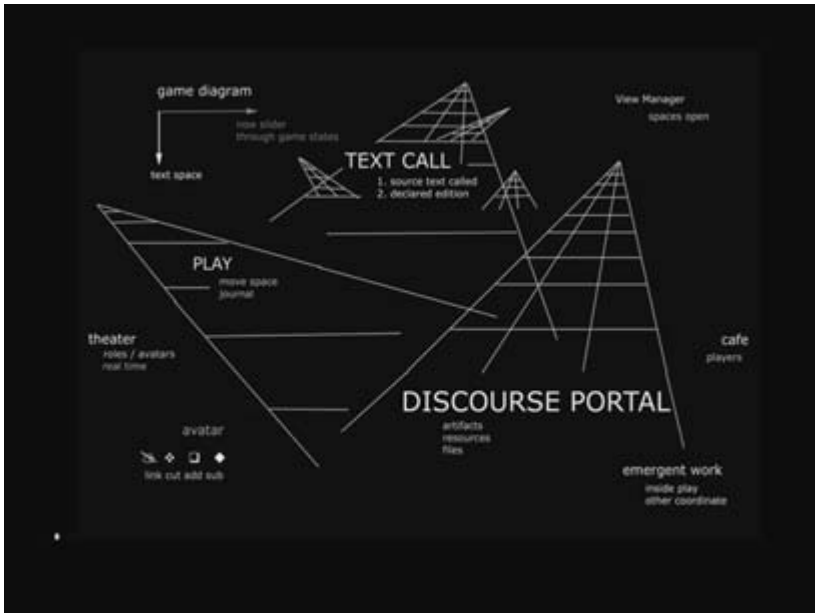 game diagram
now slider
through game states
text space
View Manager
spaces open
TEXT CALL
1. source text called
2. declared edition
PLAY
move space
journal
theater
roles / avatars
real time
cafe
players
DISCOURSE PORTAL
artifacts
resources
files
avatar
link cut add sub
emergent work
inside play
other coordinate